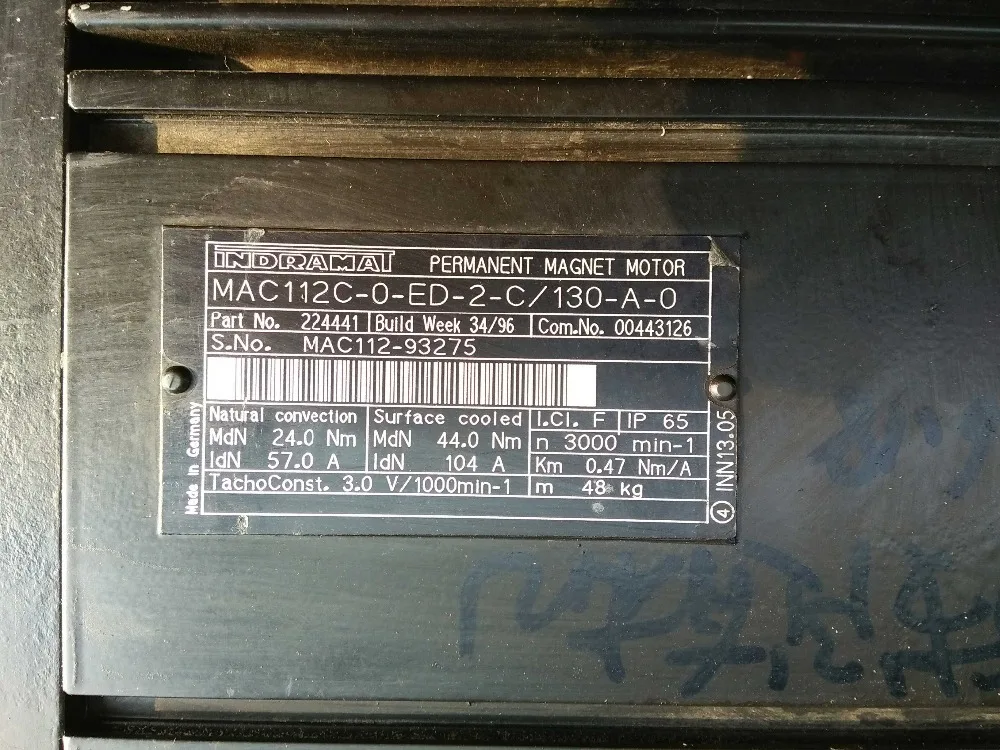 INDRAMAT PERMANENT MAGNET MOTOR
MAC112C-0-ED-2-C/130-A-0
Part No. 224441 Build Week 34/96 Com.No. 00443126
S.No. MAC112-93275
Natural convection Surface cooled I.Cl. F IP 65
MdN 24.0 Nm MdN 44.0 Nm n 3000 min-1
IdN 57.0 A IdN 104 A Km 0.47 Nm/A
TachoConst. 3.0 V/1000min-1 m 48 kg
Made in Germany
4 INN13.05